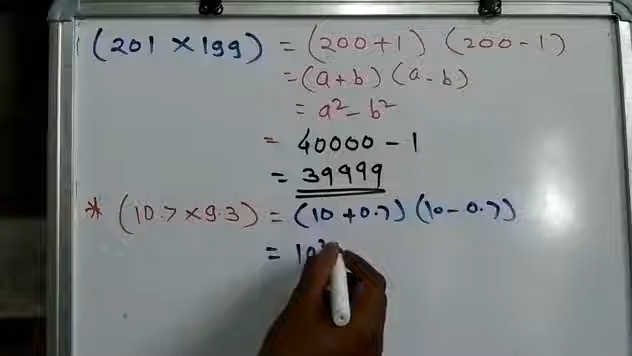 (201 × 199) = (200+1) (200-1)
= (a+b) (a-b)
= a² - b²
= 40000 - 1
= 39999
* (10.7 × 9.3) = (10 + 0.7) (10 - 0.7)
= 10²